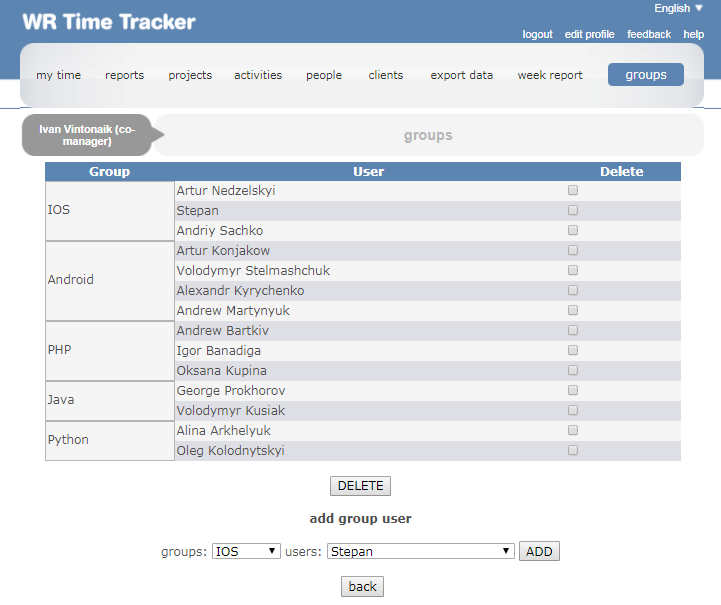 English ▼
WR Time Tracker
logout edit profile feedback help
my time reports projects activities people clients export data week report groups
Ivan Vintonaik (co-
manager)
groups
Group User Delete
IOS
Artur Nedzelskyi
Stepan
Andriy Sachko
Android
Artur Konjakow
Volodymyr Stelmashchuk
Alexandr Kyrychenko
Andrew Martynyuk
PHP
Andrew Bartkiv
Igor Banadiga
Oksana Kupina
Java
George Prokhorov
Volodymyr Kusiak
Python
Alina Arkhelyuk
Oleg Kolodnytskyi
DELETE
add group user
groups: IOS ▼ users: Stepan ▼ ADD
back